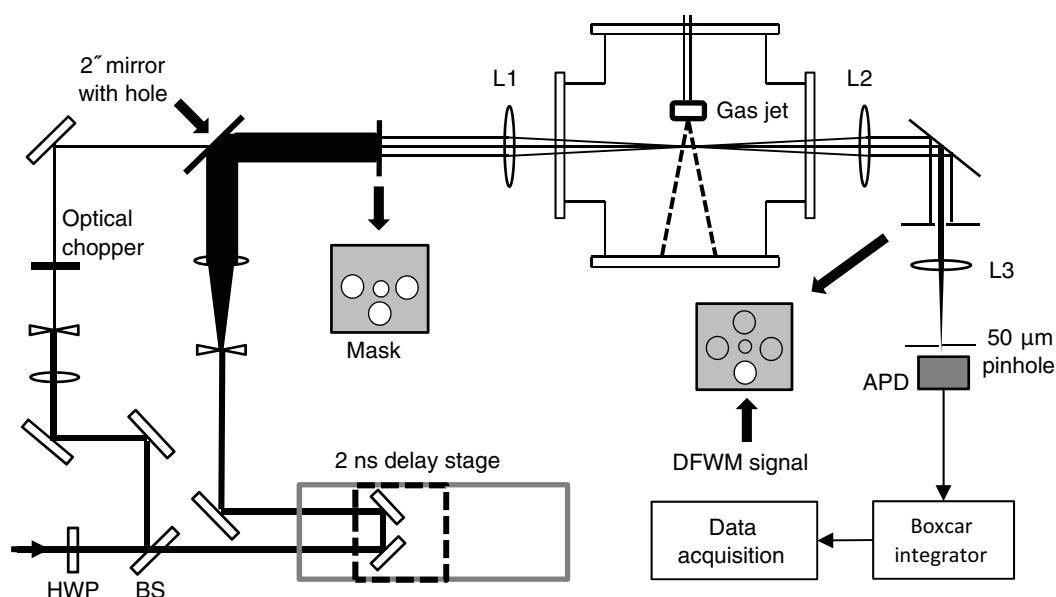 2″ mirror
with hole
L1
L2
Gas jet
Optical
chopper
Mask
L3
50 µm
pinhole
APD
DFWM signal
2 ns delay stage
Data
acquisition
Boxcar
integrator
HWP
BS